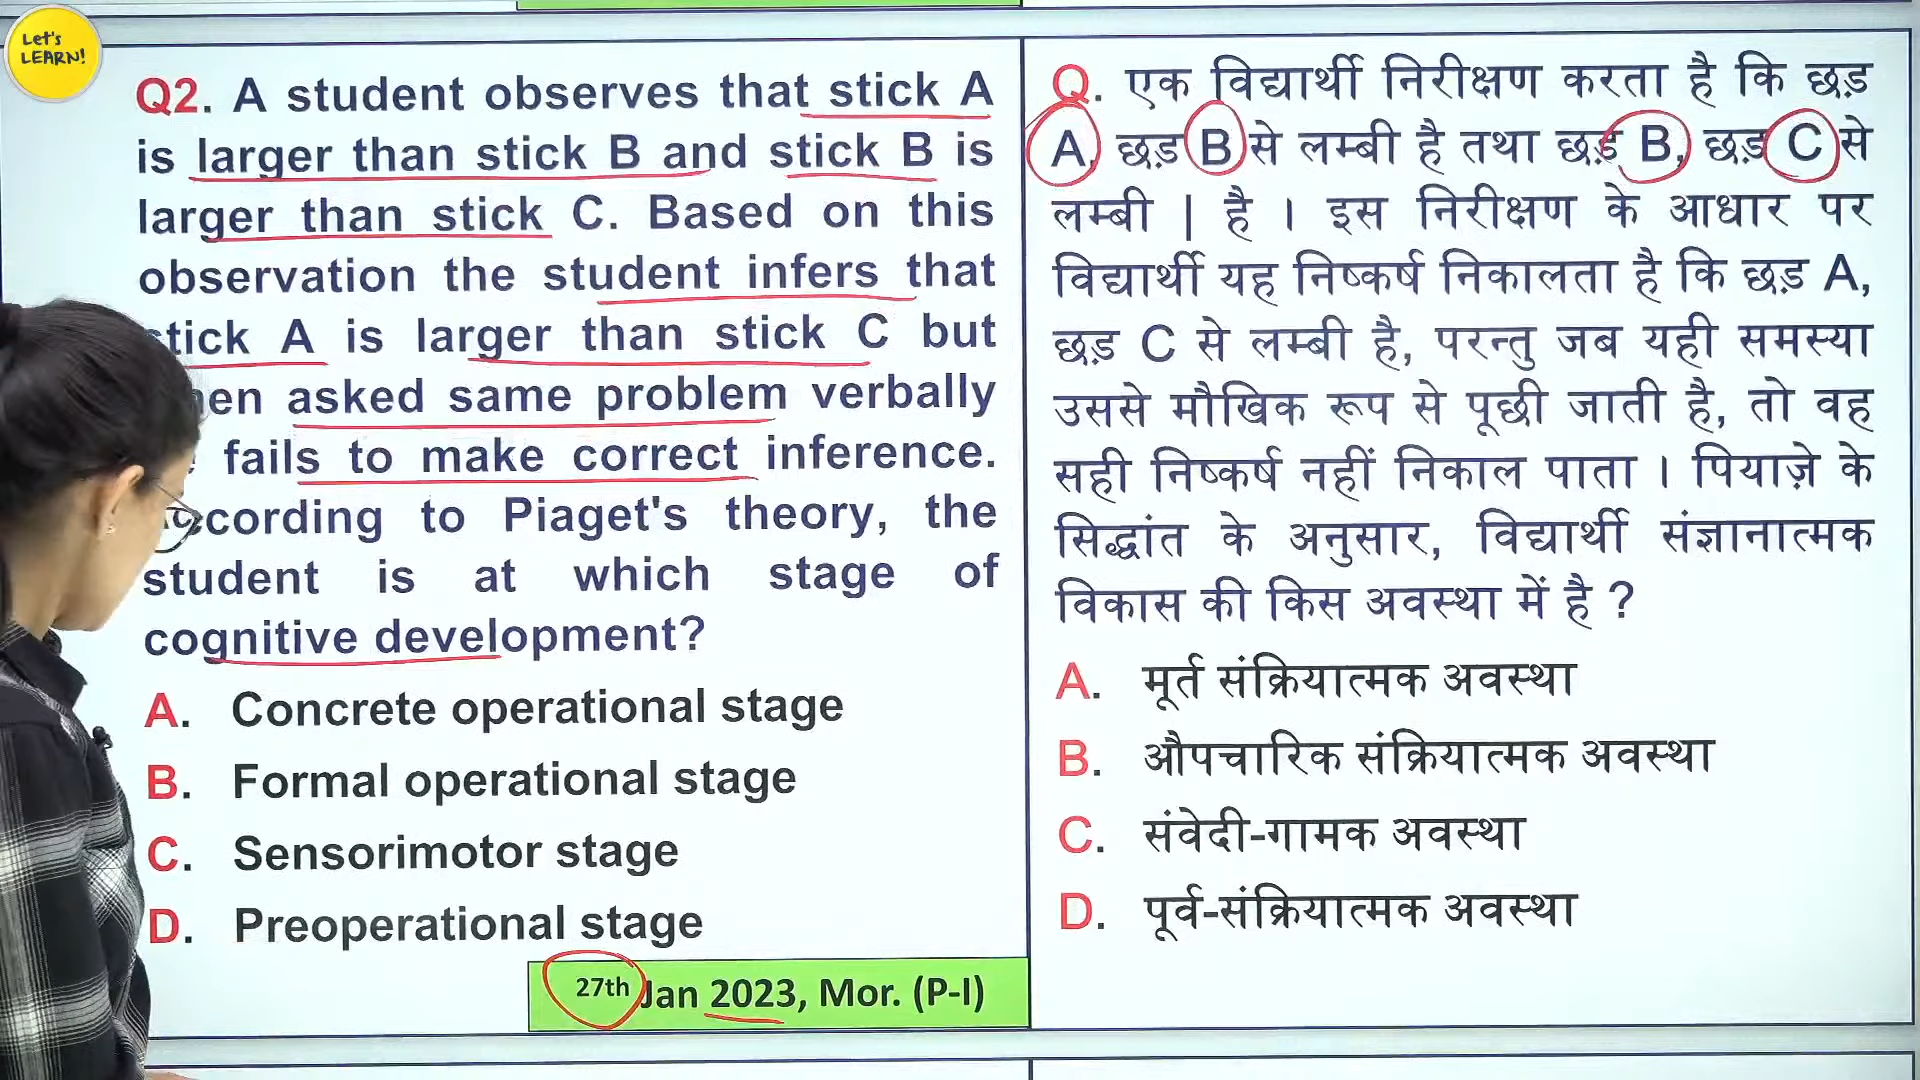 Let's
LEARN!
Q2. A student observes that stick A
is larger than stick B and stick B is
larger than stick C. Based on this
observation the student infers that
stick A is larger than stick C but
en asked same problem verbally
fails to make correct inference.
According to Piaget's theory, the
student is at which stage of
cognitive development?
A. Concrete operational stage
B. Formal operational stage
C. Sensorimotor stage
D. Preoperational stage
27th Jan 2023, Mor. (P-I)
Q. एक विद्यार्थी निरीक्षण करता है कि छड़
A, छड़ B से लम्बी है तथा छड़ B, छड़ C से
लम्बी | है । इस निरीक्षण के आधार पर
विद्यार्थी यह निष्कर्ष निकालता है कि छड़ A,
छड़ C से लम्बी है, परन्तु जब यही समस्या
उससे मौखिक रूप से पूछी जाती है, तो वह
सही निष्कर्ष नहीं निकाल पाता । पियाज़े के
सिद्धांत के अनुसार, विद्यार्थी संज्ञानात्मक
विकास की किस अवस्था में है ?
A. मूर्त संक्रियात्मक अवस्था
B. औपचारिक संक्रियात्मक अवस्था
C. संवेदी-गामक अवस्था
D. पूर्व-संक्रियात्मक अवस्था